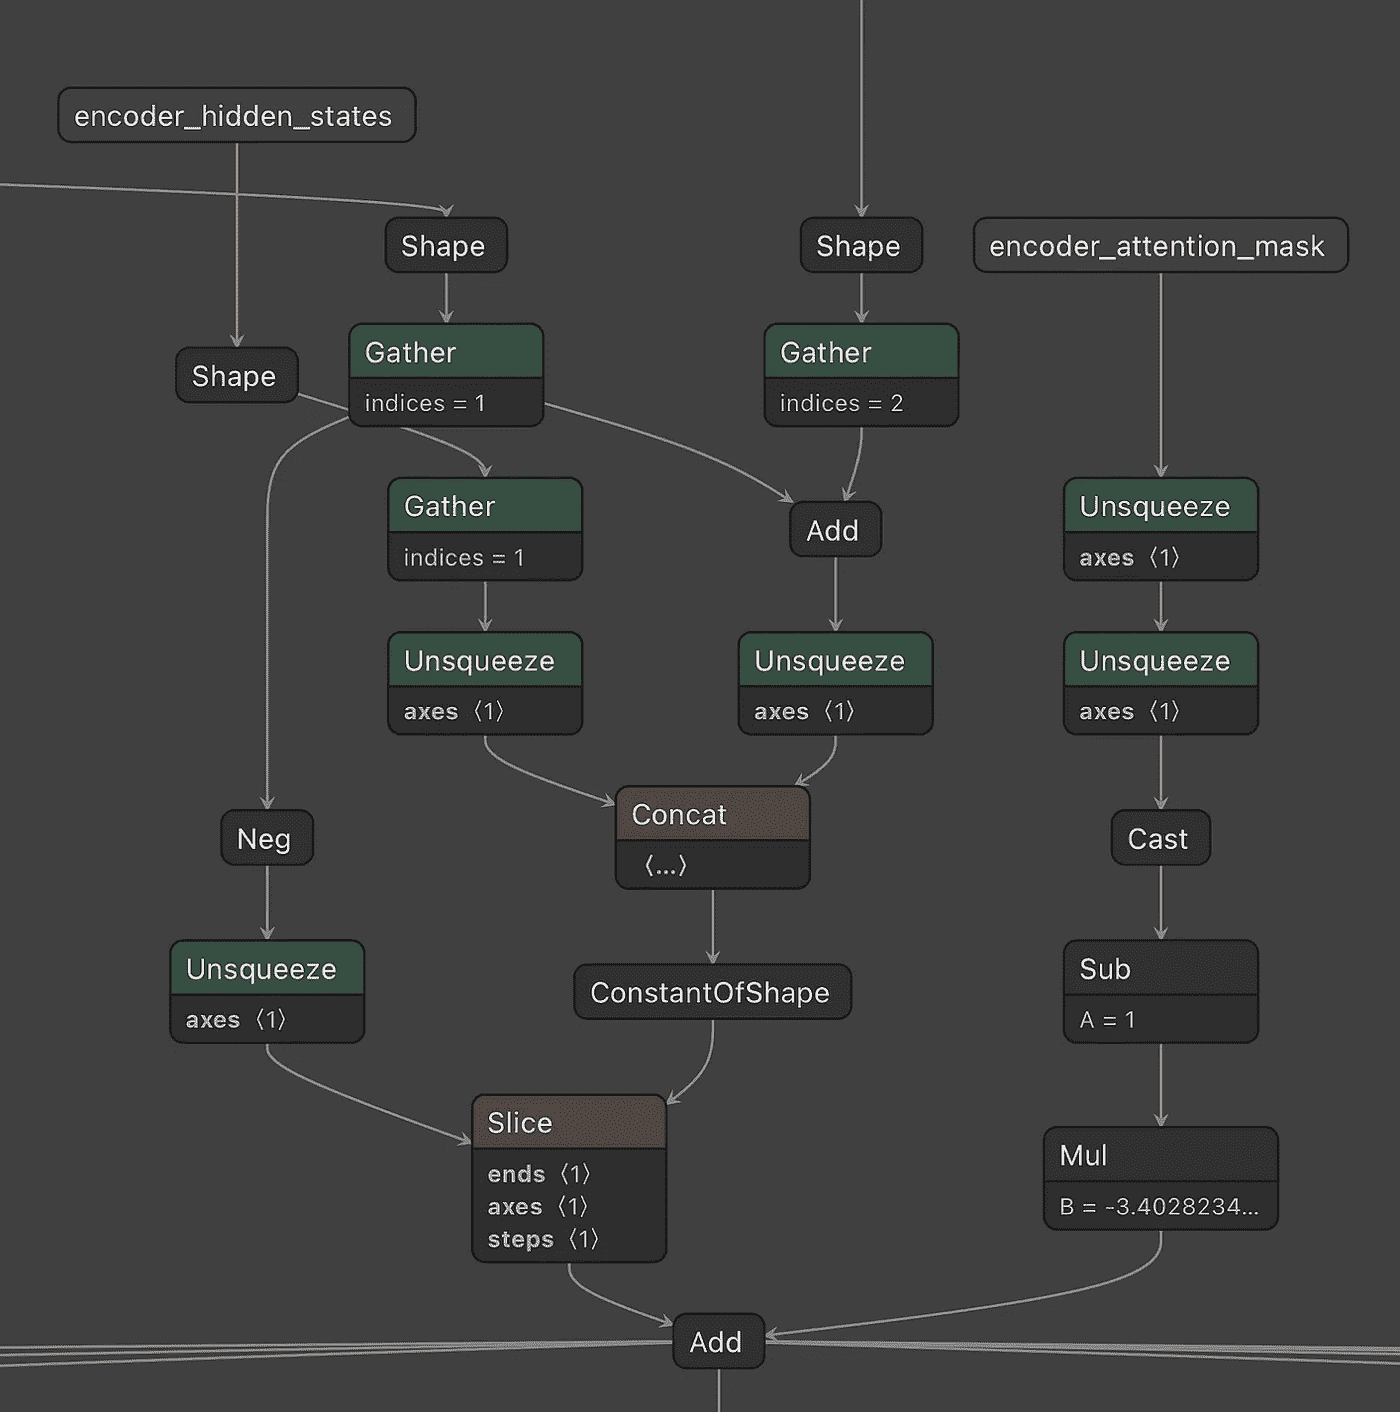 encoder_hidden_states
Shape
Shape
encoder_attention_mask
Gather
indices = 1
Gather
indices = 2
Shape
Gather
indices = 1
Add
Unsqueeze
axes ⟨1⟩
Unsqueeze
axes ⟨1⟩
Unsqueeze
axes ⟨1⟩
Unsqueeze
axes ⟨1⟩
Concat
⟨...⟩
Neg
Cast
Unsqueeze
axes ⟨1⟩
ConstantOfShape
Sub
A = 1
Slice
ends ⟨1⟩
axes ⟨1⟩
steps ⟨1⟩
Mul
B = -3.4028234...
Add